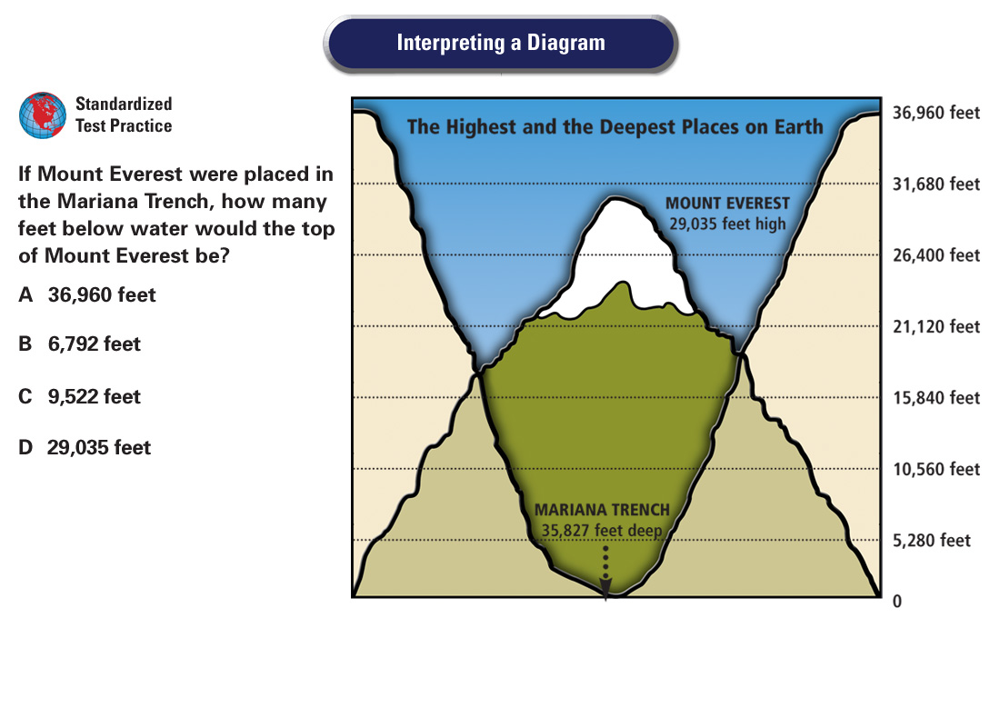 Interpreting a Diagram
Standardized
Test Practice
If Mount Everest were placed in
the Mariana Trench, how many
feet below water would the top
of Mount Everest be?
A 36,960 feet
B 6,792 feet
C 9,522 feet
D 29,035 feet
The Highest and the Deepest Places on Earth
MOUNT EVEREST
29,035 feet high
MARIANA TRENCH
35,827 feet deep
36,960 feet
31,680 feet
26,400 feet
21,120 feet
15,840 feet
10,560 feet
5,280 feet
0